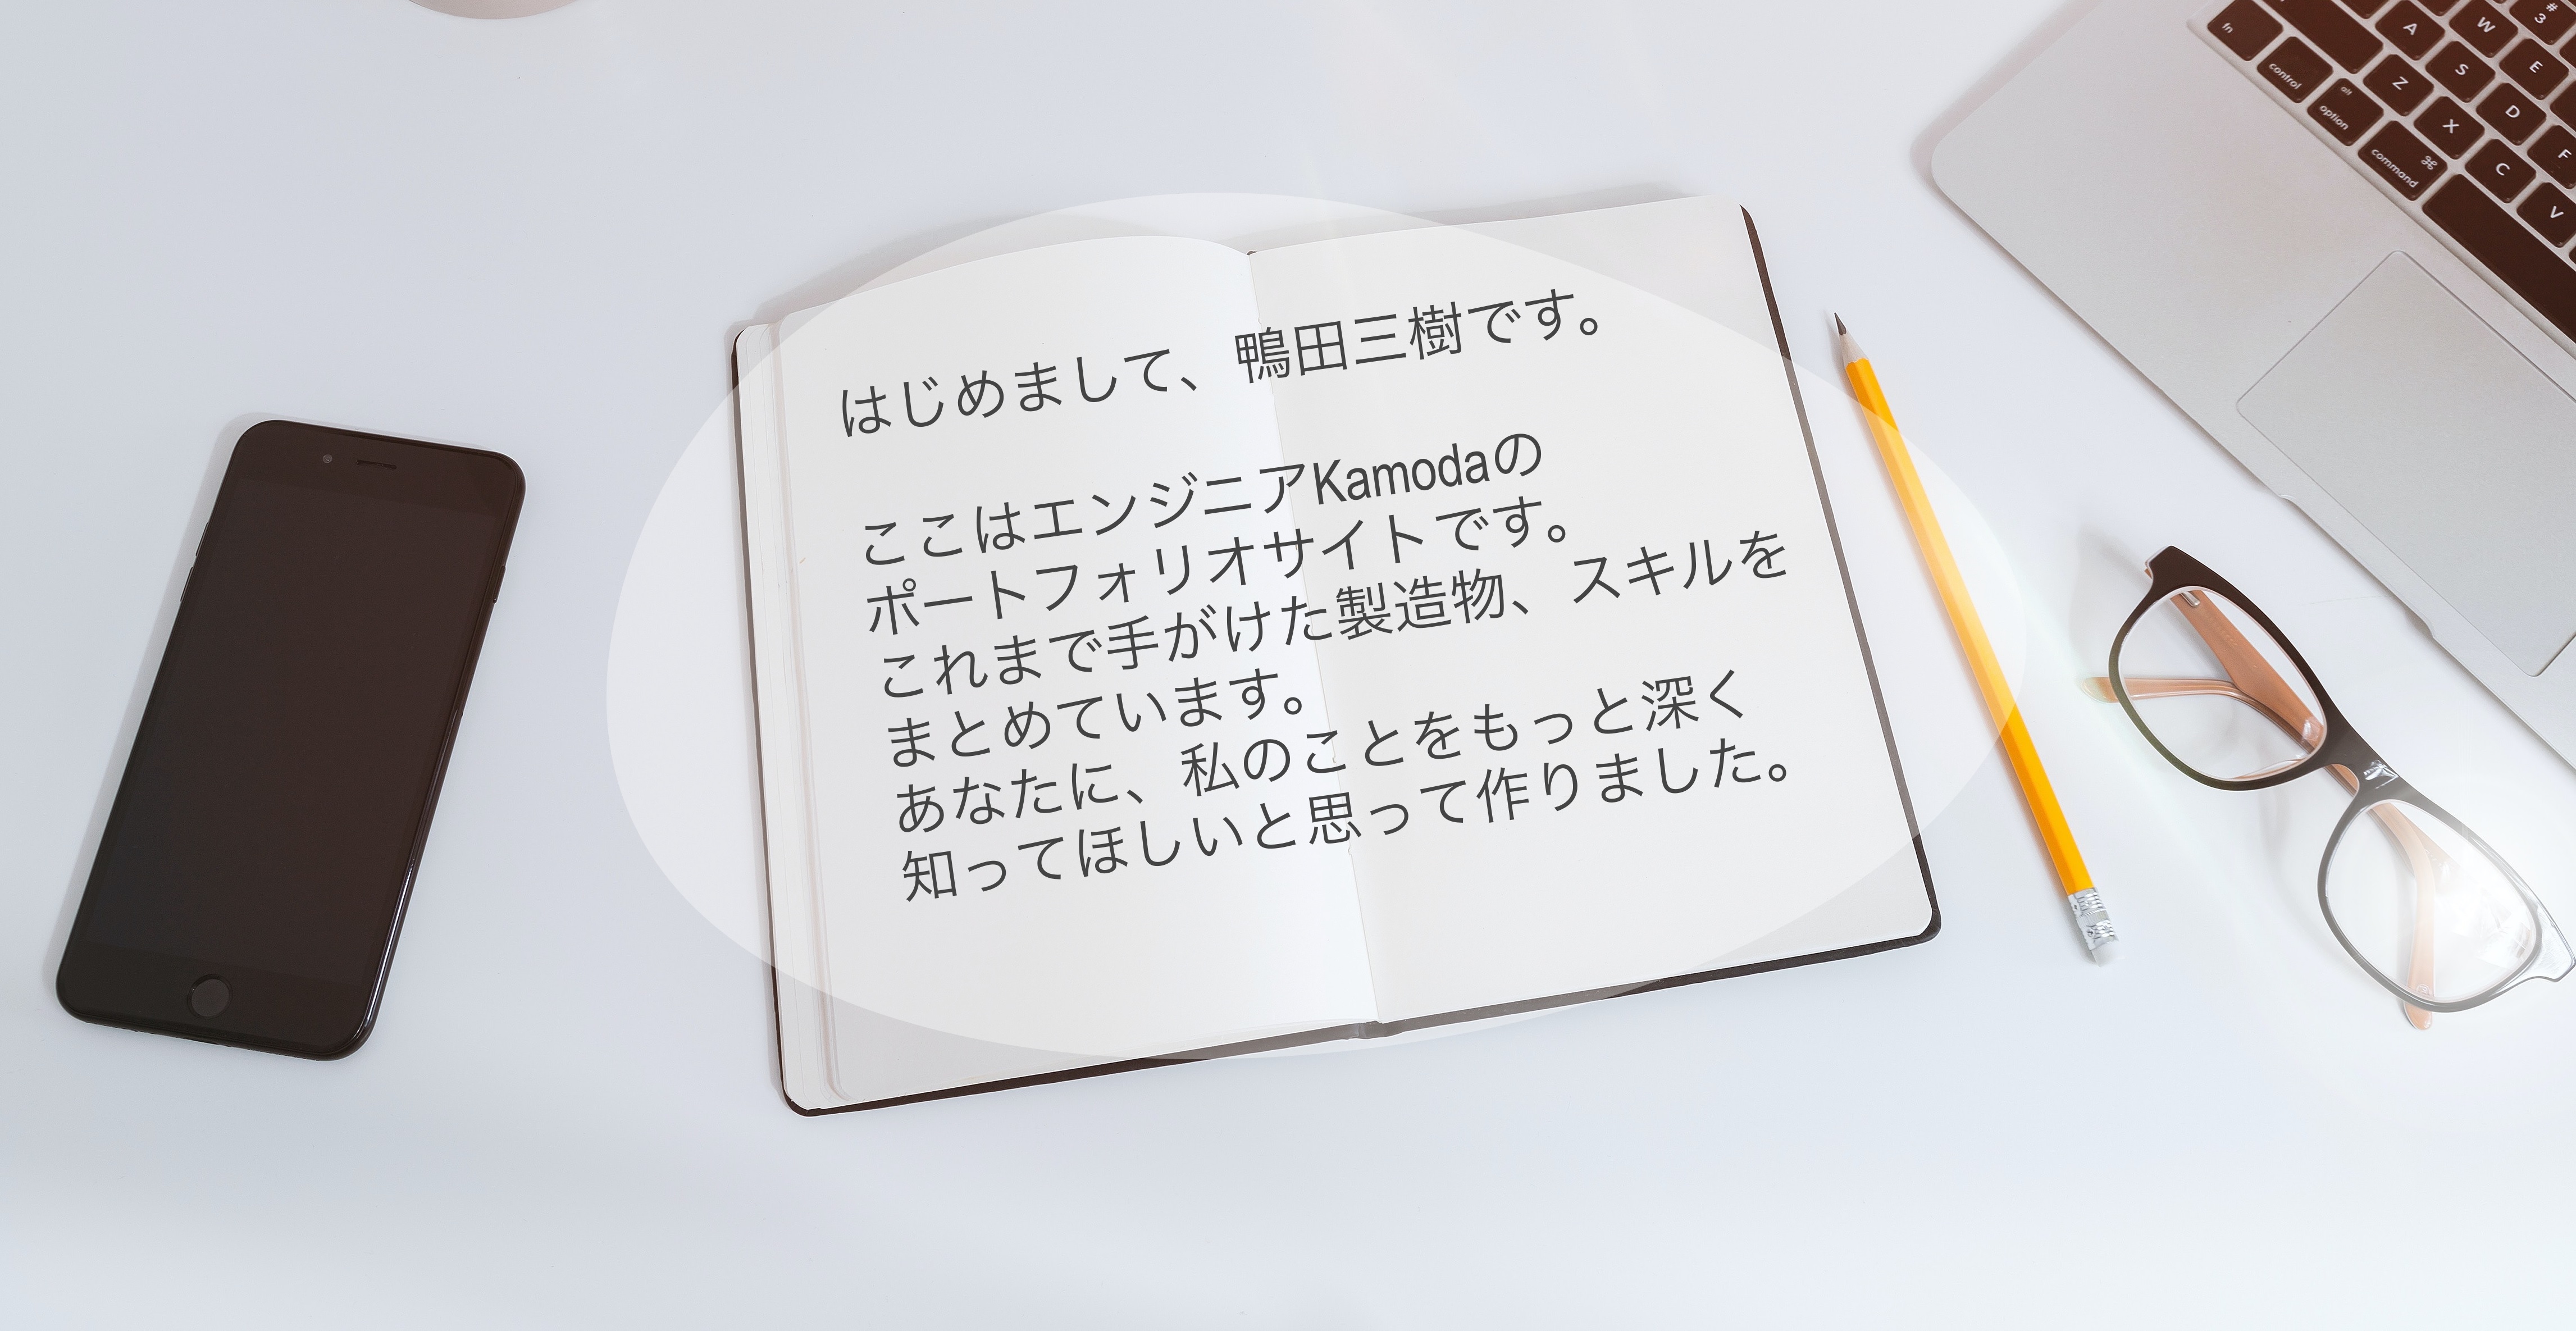 はじめまして、鴨田三樹です。
ここはエンジニアKamodaの
ポートフォリオサイトです。
これまで手がけた製造物、スキルを
まとめています。
あなたに、私のことをもっと深く
知ってほしいと思って作りました。
# 3
A W
fn S E
control Z D
alt option X F
command ⌘ C V